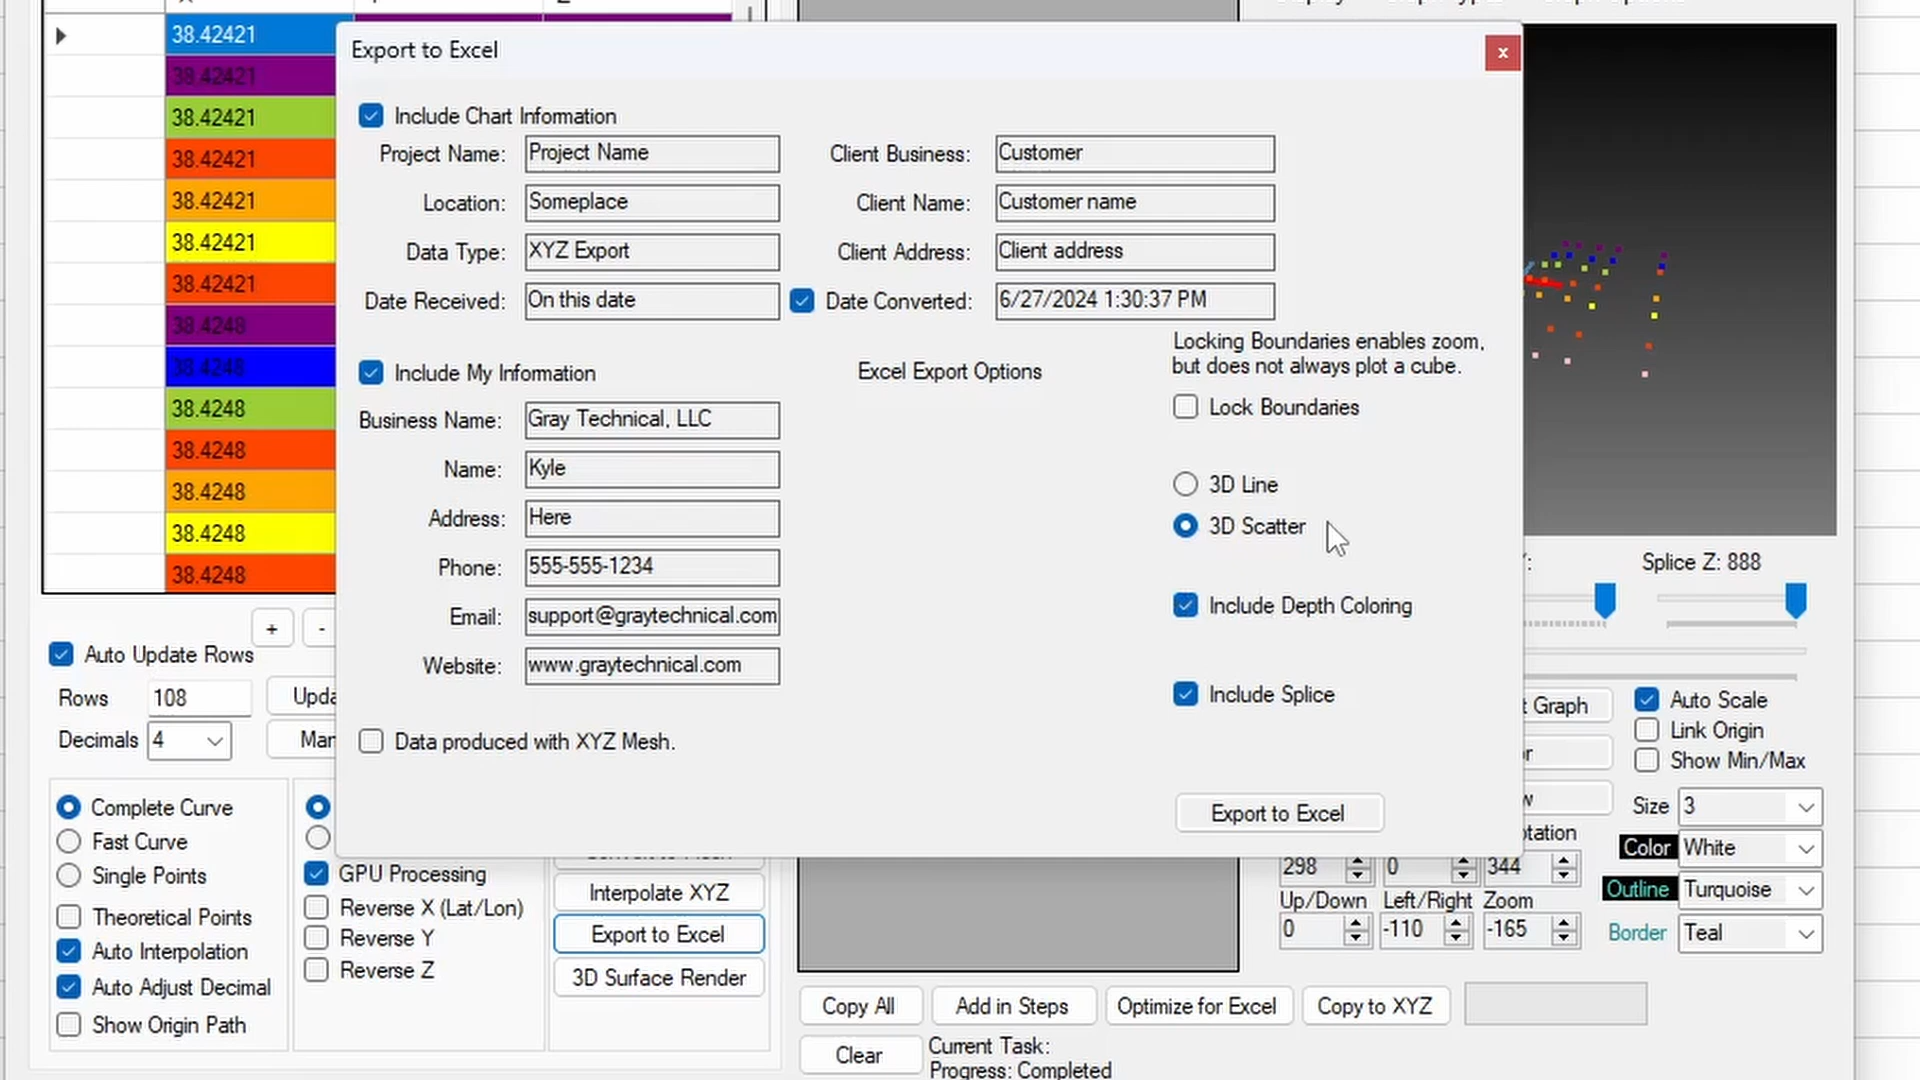 Export to Excel
x
Include Chart Information
Project Name: Project Name
Client Business: Customer
Location: Someplace
Client Name: Customer name
Data Type: XYZ Export
Client Address: Client address
Date Received: On this date
Date Converted: 6/27/2024 1:30:37 PM
Locking Boundaries enables zoom,
but does not always plot a cube.
Include My Information
Excel Export Options
Lock Boundaries
Business Name: Gray Technical, LLC
Name: Kyle
3D Line
Address: Here
3D Scatter
Phone: 555-555-1234
Include Depth Coloring
Email: support@graytechnical.com
Website: www.graytechnical.com
Include Splice
Data produced with XYZ Mesh.
Export to Excel
38.42421
38.42421
38.42421
38.42421
38.42421
38.42421
38.42421
38.4248
38.4248
38.4248
38.4248
38.4248
38.4248
38.4248
+ -
Auto Update Rows
Rows 108
Decimals 4
Complete Curve
Fast Curve
Single Points
Theoretical Points
Auto Interpolation
Auto Adjust Decimal
Show Origin Path
GPU Processing
Reverse X (Lat/Lon)
Reverse Y
Reverse Z
Interpolate XYZ
Export to Excel
3D Surface Render
Copy All
Add in Steps
Optimize for Excel
Copy to XYZ
Clear
Current Task:
Progress: Completed
Splice Z: 888
Graph
Auto Scale
Link Origin
Show Min/Max
Size 3
Color White
Outline Turquoise
Border Teal
298 0 344
Up/Down Left/Right Zoom
0 -110 -165